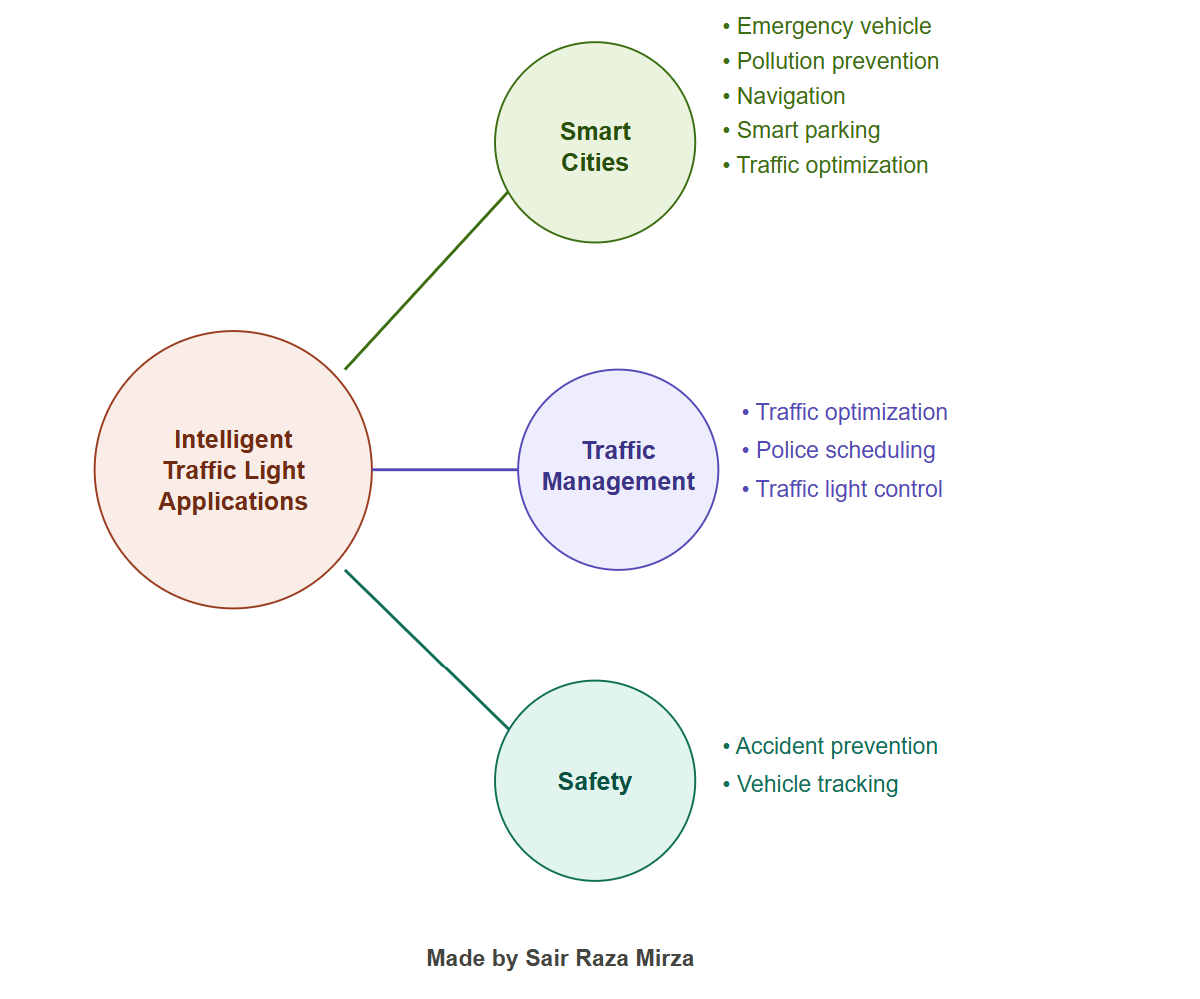 • Emergency vehicle
• Pollution prevention
• Navigation
• Smart parking
• Traffic optimization
Smart
Cities
Intelligent
Traffic Light
Applications
Traffic
Management
• Traffic optimization
• Police scheduling
• Traffic light control
Safety
• Accident prevention
• Vehicle tracking
Made by Sair Raza Mirza